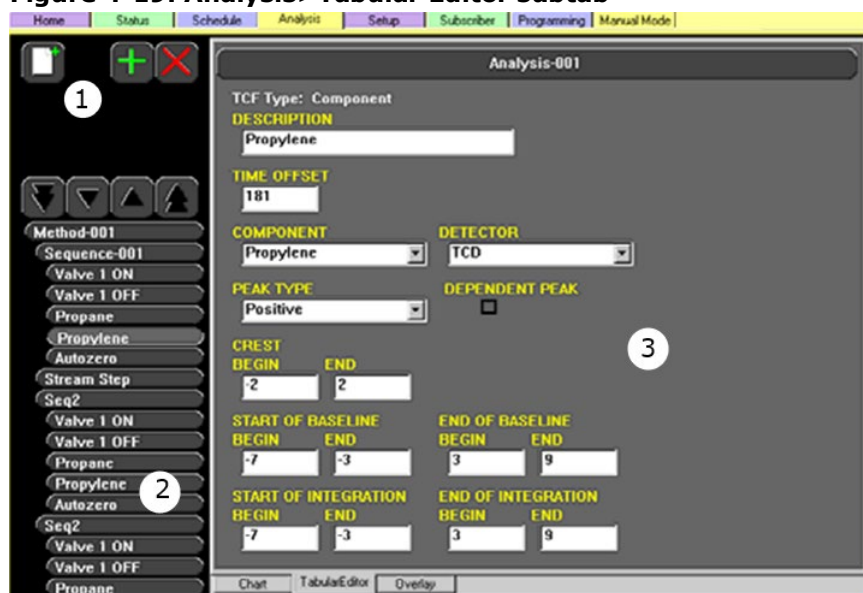 Figure 4-19: Analysis> Tabular Editor subtab
Home Status Schedule Analysis Setup Subscriber Programming Manual Mode
1
Method-001
Sequence-001
Valve 1 ON
Valve 1 OFF
Propane
Propylene
Autozero
Stream Step
Seq2
Valve 1 ON
Valve 1 OFF
Propane
Propylene
Autozero
2
Seq2
Valve 1 ON
Valve 1 OFF
Propane
Analysis-001
TCF Type: Component
DESCRIPTION
Propylene
TIME OFFSET
181
COMPONENT DETECTOR
Propylene TCD
PEAK TYPE DEPENDENT PEAK
Positive
3
CREST
BEGIN END
-2 2
START OF BASELINE END OF BASELINE
BEGIN END BEGIN END
-7 -3 3 9
START OF INTEGRATION END OF INTEGRATION
BEGIN END BEGIN END
-7 -3 3 9
Chart TabularEditor Overlay